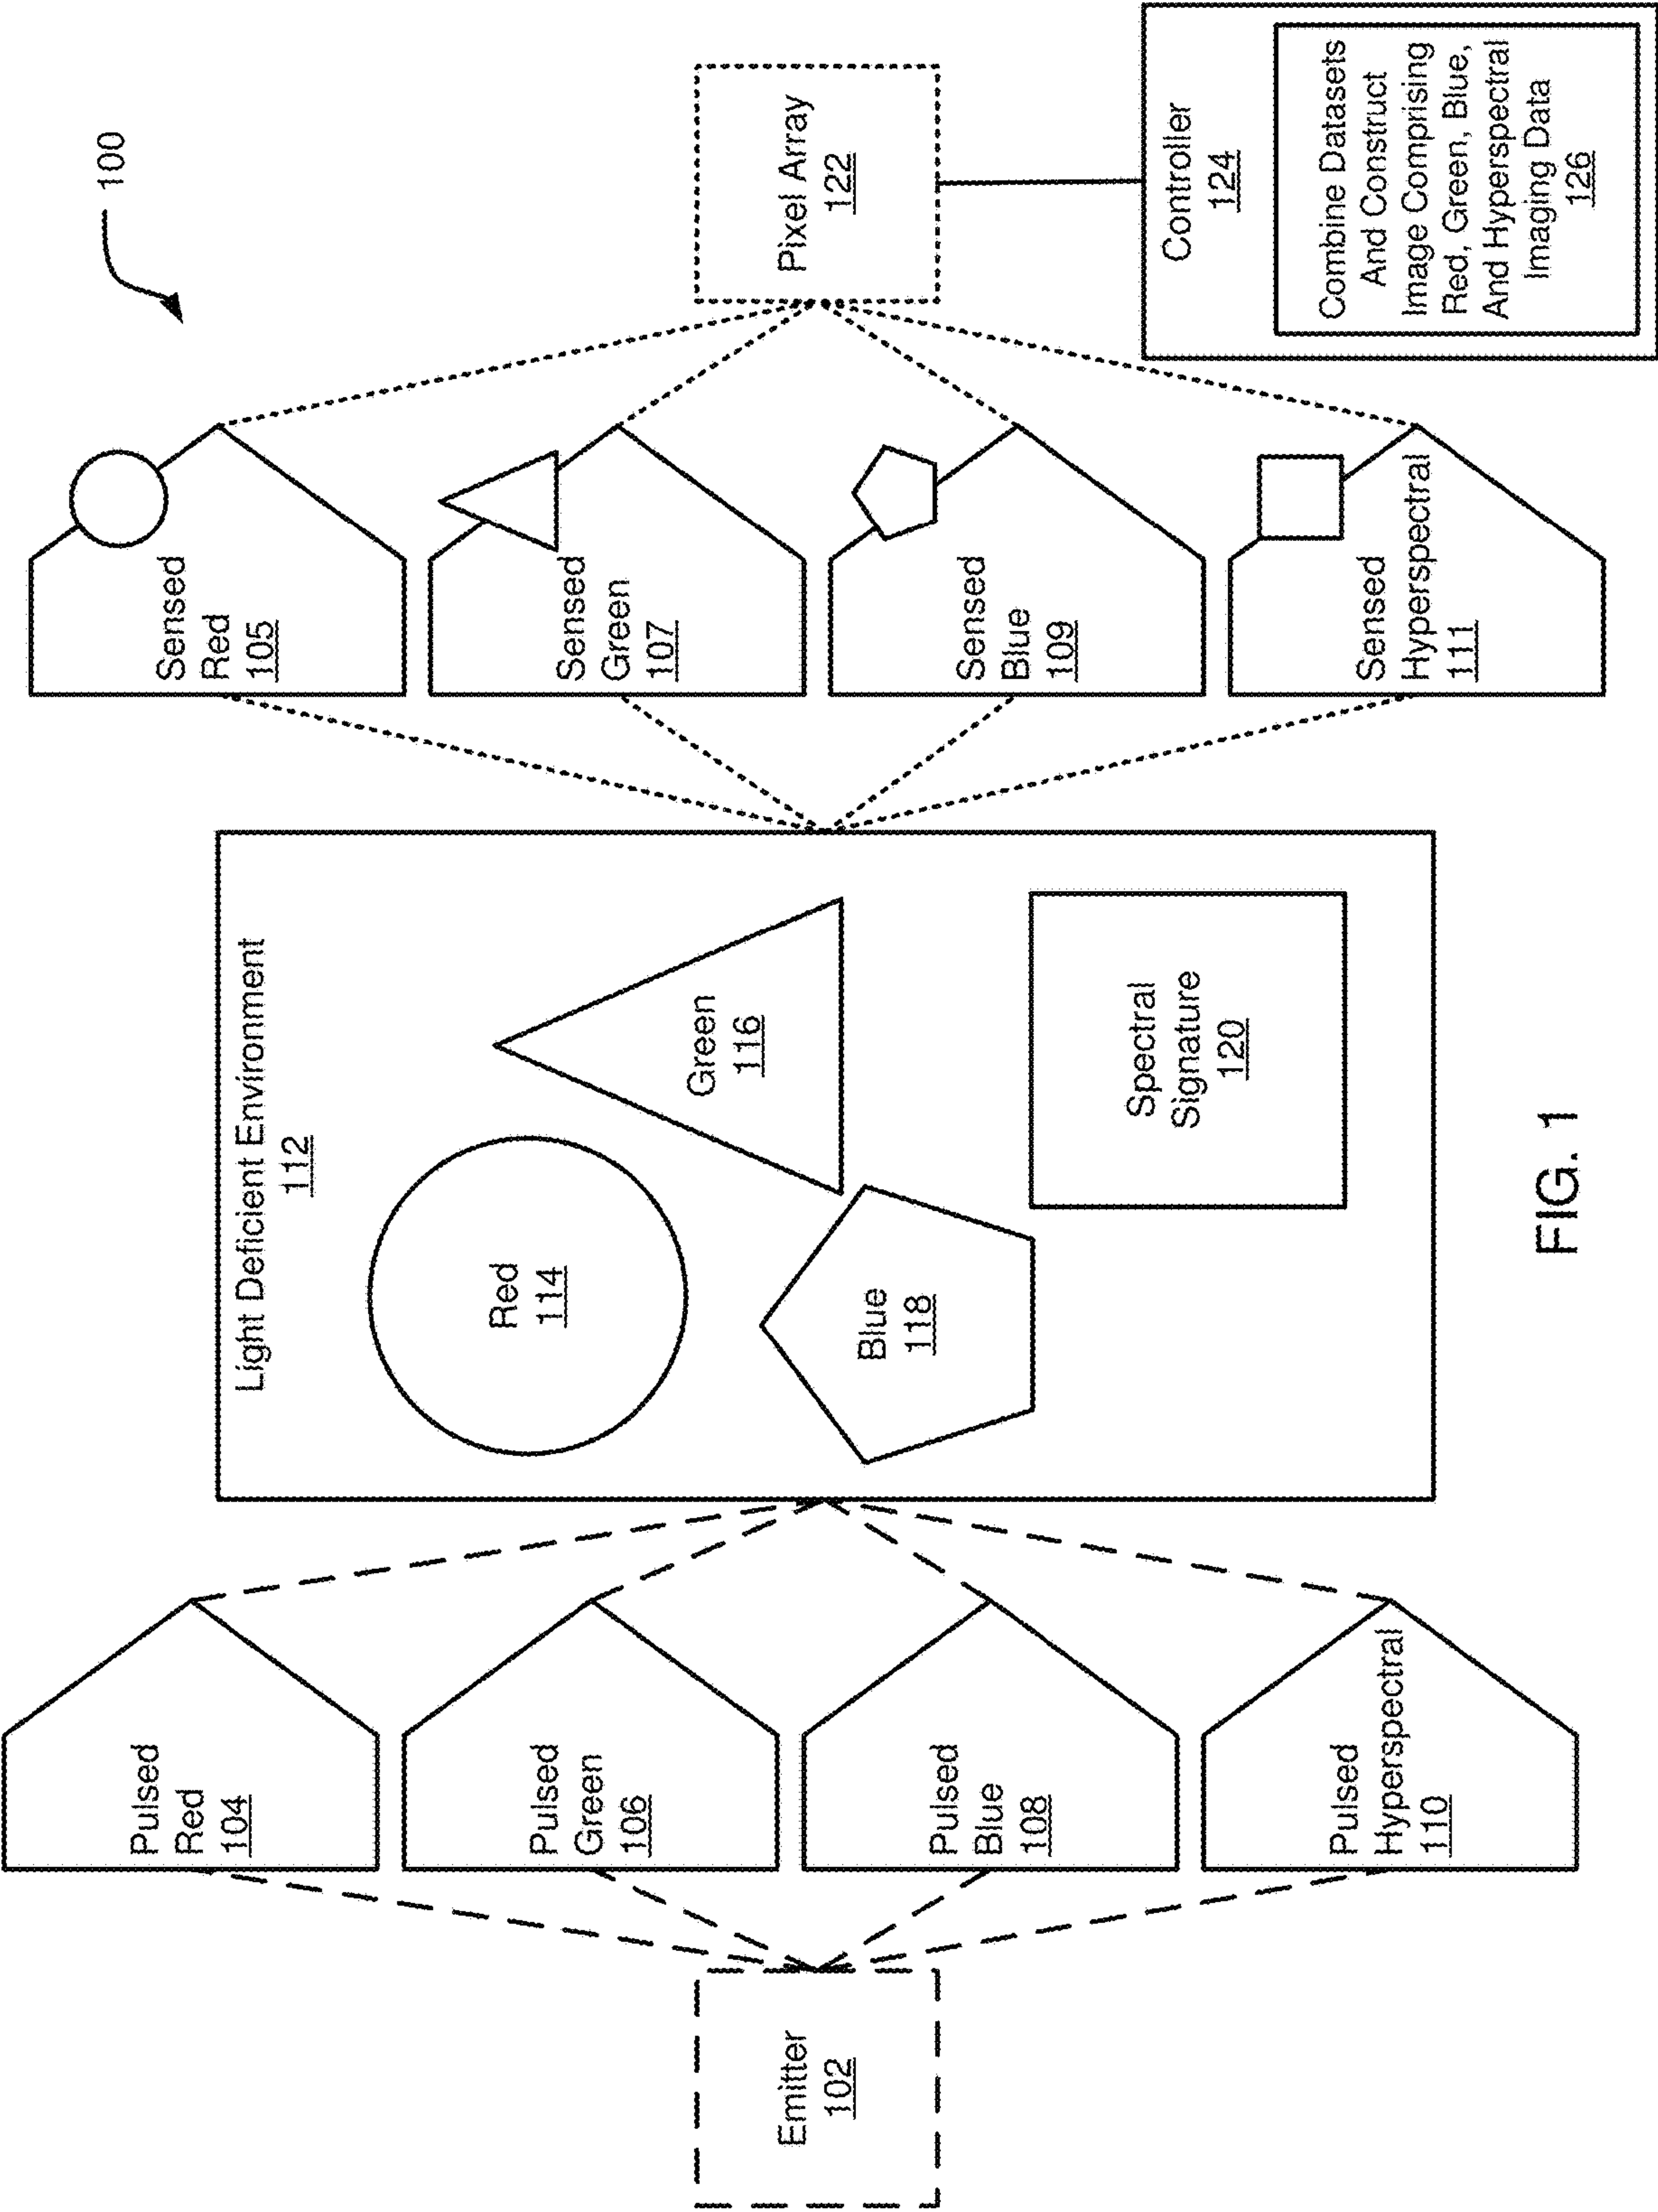 100
Emitter
102
Pulsed
Red
104
Pulsed
Green
106
Pulsed
Blue
108
Pulsed
Hyperspectral
110
Light Deficient Environment
112
Red
114
Green
116
Blue
118
Spectral
Signature
120
Sensed
Red
105
Sensed
Green
107
Sensed
Blue
109
Sensed
Hyperspectral
111
Pixel Array
122
Controller
124
Combine Datasets
And Construct
Image Comprising
Red, Green, Blue,
And Hyperspectral
Imaging Data
126
FIG. 1